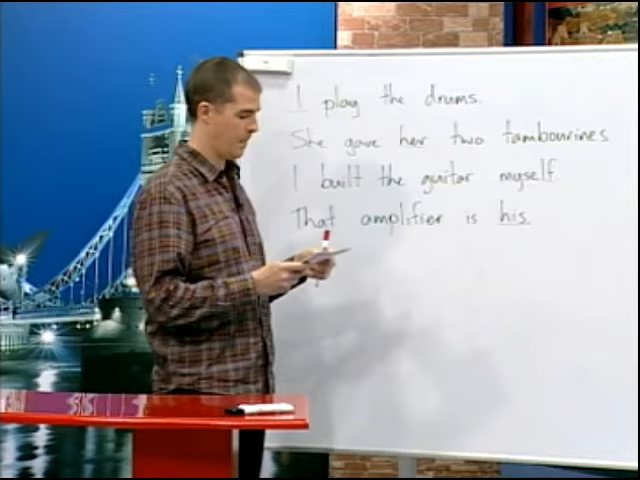 I play the drums.
She gave her two tambourines
I built the guitar myself.
That amplifier is his.